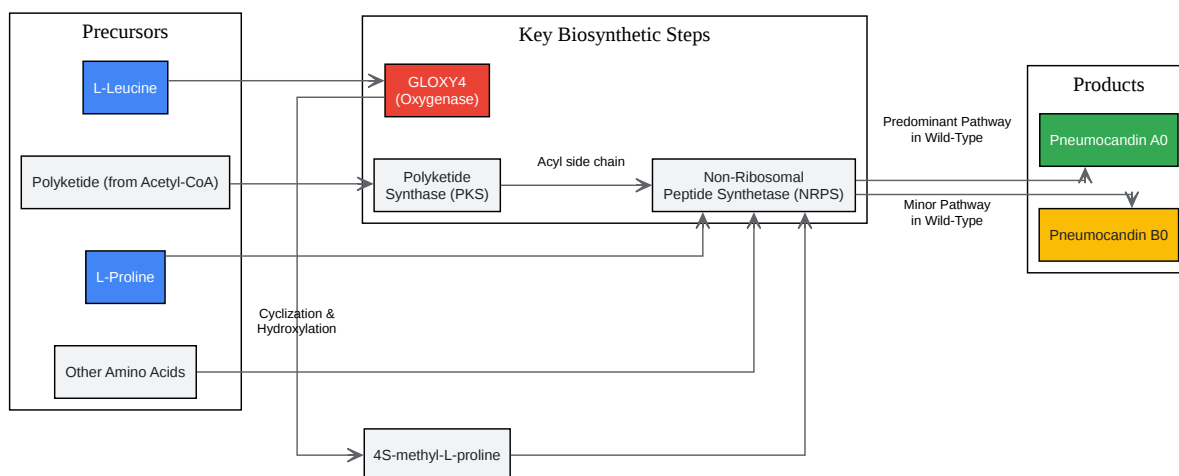 Precursors
L-Leucine
Polyketide (from Acetyl-CoA)
L-Proline
Other Amino Acids
Cyclization &
Hydroxylation
Key Biosynthetic Steps
GLOXY4
(Oxygenase)
Polyketide
Synthase (PKS)
Acyl side chain
Non-Ribosomal
Peptide Synthetase (NRPS)
4S-methyl-L-proline
Predominant Pathway
in Wild-Type
Minor Pathway
in Wild-Type
Products
Pneumocandin A0
Pneumocandin B0